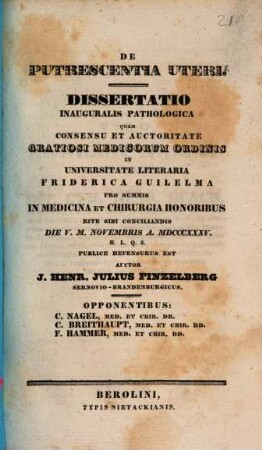 DE
PUTRESCENTIA UTERI.
DISSERTATIO
INAUGURALIS PATHOLOGICA
QUAM
CONSENSU ET AUCTORITATE
GRATIOSI MEDICORUM ORDINIS
IN
UNIVERSITATE LITERARIA
FRIDERICA GUILELMA
PRO SUMMIS
IN MEDICINA ET CHIRURGIA HONORIBUS
RITE SIBI CONCILIANDIS
DIE V. M. NOVEMBRIS A. MDCCCXXXV.
H. L. Q. S.
PUBLICE DEFENSURUS EST
AUCTOR
J. HENR. JULIUS FINZELBERG
SERNOVIO-BRANDENBURGICUS.
OPPONENTIBUS:
C. NAGEL, MED. ET CHIR. DR.
C. BREITHAUPT, MED. ET CHIR. DD.
F. HAMMER, MED. ET CHIR. DD.
BEROLINI,
TYPIS NIETACKIANIS.